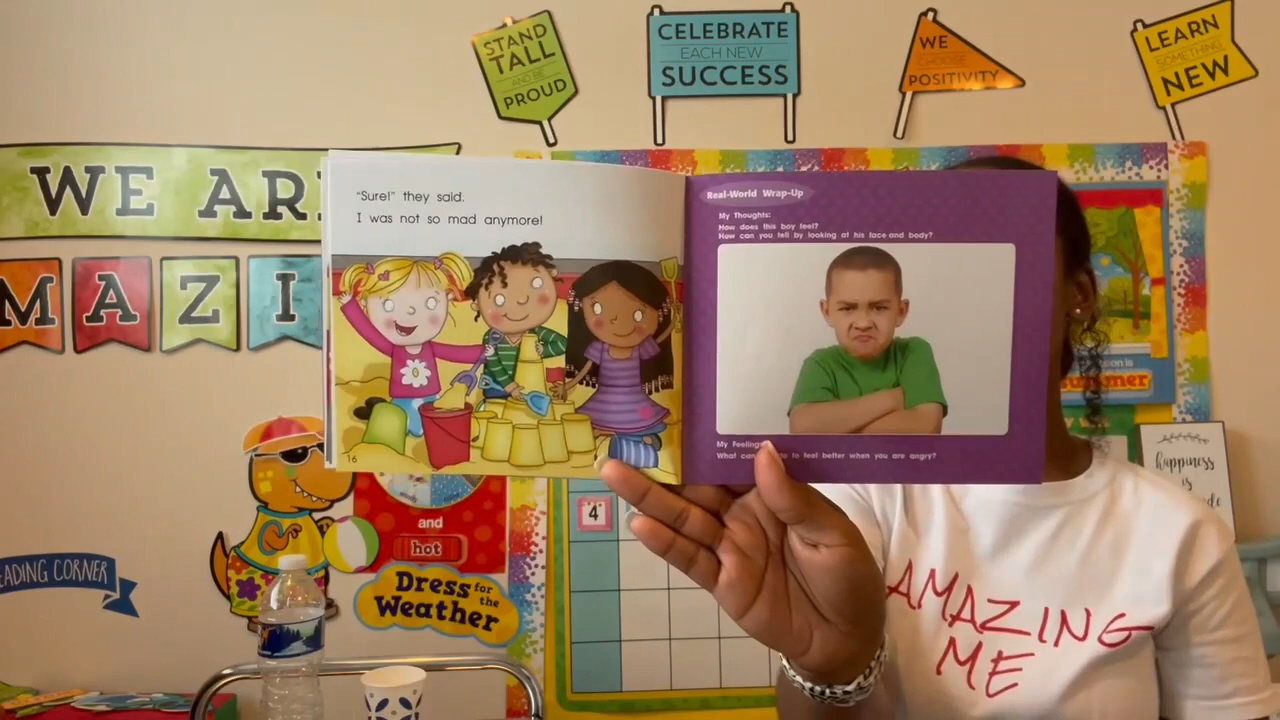 STAND
TALL
AND BE
PROUD
CELEBRATE
EACH NEW
SUCCESS
WE
CHOOSE
POSITIVITY
LEARN
SOMETHING
NEW
WE AR
MAZI
"Sure!" they said.
I was not so mad anymore!
16
Real-World Wrap-Up
My Thoughts:
How does this boy feel?
How can you tell by looking at his face and body?
My Feelings
What can to feel better when you are angry?
summer
happiness
is
4
and
hot
Dress for
the
Weather
EADING CORNER
AMAZING
ME